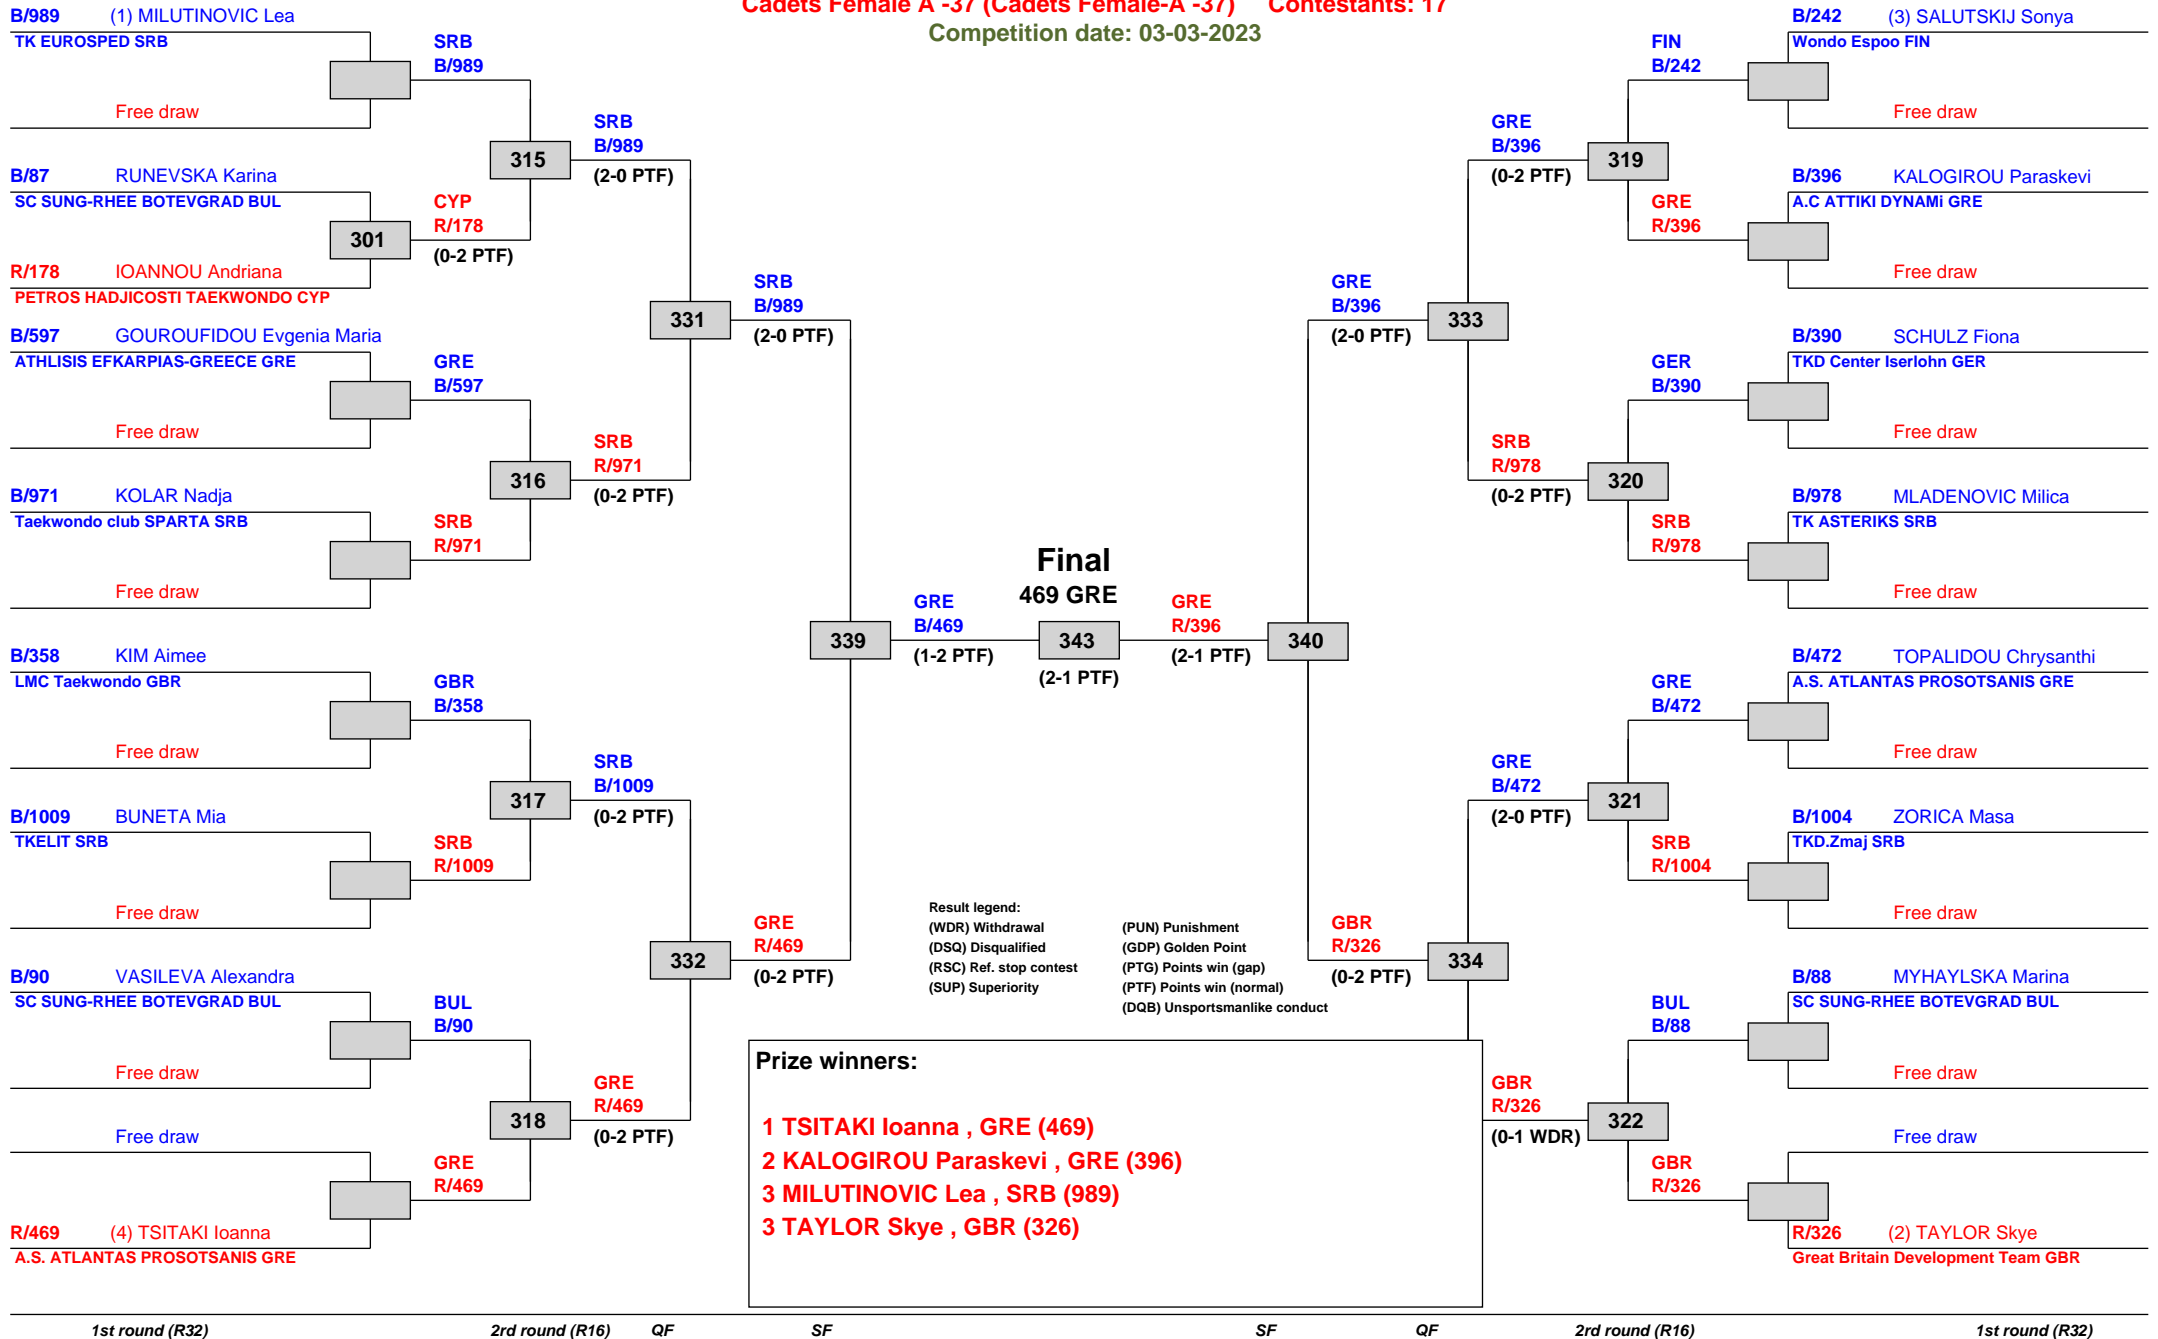 Cadets Female A -37 (Cadets Female-A -37) Contestants: 17
Competition date: 03-03-2023
B/989 (1) MILUTINOVIC Lea
TK EUROSPED SRB
Free draw
B/87 RUNEVSKA Karina
SC SUNG-RHEE BOTEVGRAD BUL
301
R/178 IOANNOU Andriana
PETROS HADJICOSTI TAEKWONDO CYP
B/597 GOUROUFIDOU Evgenia Maria
ATHLISIS EFKARPIAS-GREECE GRE
Free draw
B/971 KOLAR Nadja
Taekwondo club SPARTA SRB
Free draw
B/358 KIM Aimee
LMC Taekwondo GBR
Free draw
B/1009 BUNETA Mia
TKELIT SRB
Free draw
B/90 VASILEVA Alexandra
SC SUNG-RHEE BOTEVGRAD BUL
Free draw
Free draw
R/469 (4) TSITAKI Ioanna
A.S. ATLANTAS PROSOTSANIS GRE
SRB
B/989
315
CYP
R/178
(0-2 PTF)
GRE
B/597
316
SRB
R/971
GBR
B/358
317
SRB
R/1009
BUL
B/90
318
GRE
R/469
SRB
B/989
(2-0 PTF)
331
SRB
R/971
(0-2 PTF)
SRB
B/1009
(0-2 PTF)
332
GRE
R/469
(0-2 PTF)
SRB
B/989
(2-0 PTF)
339
GRE
R/469
(0-2 PTF)
GRE
B/469
(1-2 PTF)
Final
469 GRE
343
(2-1 PTF)
GRE
R/396
(2-1 PTF)
340
GRE
B/396
(2-0 PTF)
333
GBR
R/326
(0-2 PTF)
334
GRE
B/396
(0-2 PTF)
319
SRB
R/978
(0-2 PTF)
320
GRE
B/472
(2-0 PTF)
321
GBR
R/326
(0-1 WDR)
322
FIN
B/242
GRE
R/396
GER
B/390
SRB
R/978
GRE
B/472
SRB
R/1004
BUL
B/88
GBR
R/326
B/242 (3) SALUTSKIJ Sonya
Wondo Espoo FIN
Free draw
B/396 KALOGIROU Paraskevi
A.C ATTIKI DYNAMi GRE
Free draw
B/390 SCHULZ Fiona
TKD Center Iserlohn GER
Free draw
B/978 MLADENOVIC Milica
TK ASTERIKS SRB
Free draw
B/472 TOPALIDOU Chrysanthi
A.S. ATLANTAS PROSOTSANIS GRE
Free draw
B/1004 ZORICA Masa
TKD.Zmaj SRB
Free draw
B/88 MYHAYLSKA Marina
SC SUNG-RHEE BOTEVGRAD BUL
Free draw
Free draw
R/326 (2) TAYLOR Skye
Great Britain Development Team GBR
Result legend:
(WDR) Withdrawal (PUN) Punishment
(DSQ) Disqualified (GDP) Golden Point
(RSC) Ref. stop contest (PTG) Points win (gap)
(SUP) Superiority (PTF) Points win (normal)
(DQB) Unsportsmanlike conduct
Prize winners:
1 TSITAKI Ioanna , GRE (469)
2 KALOGIROU Paraskevi , GRE (396)
3 MILUTINOVIC Lea , SRB (989)
3 TAYLOR Skye , GBR (326)
1st round (R32) 2rd round (R16) QF SF SF QF 2rd round (R16) 1st round (R32)